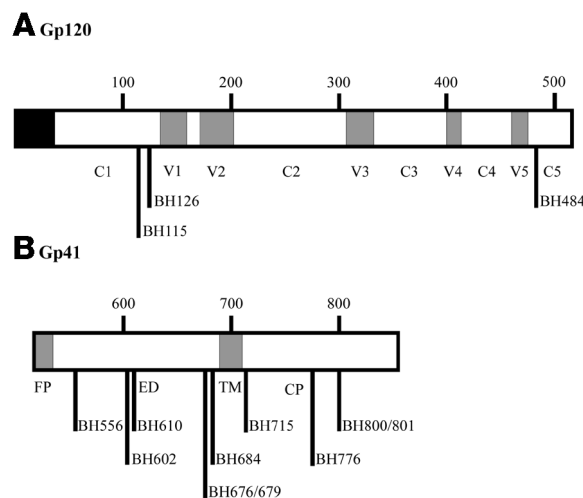 A Gp120
100 200 300 400 500
C1 V1 V2 C2 V3 C3 V4 C4 V5 C5
BH126 BH484
BH115
B Gp41
600 700 800
FP ED TM CP
BH556 BH610 BH715 BH800/801
BH602 BH684 BH776
BH676/679